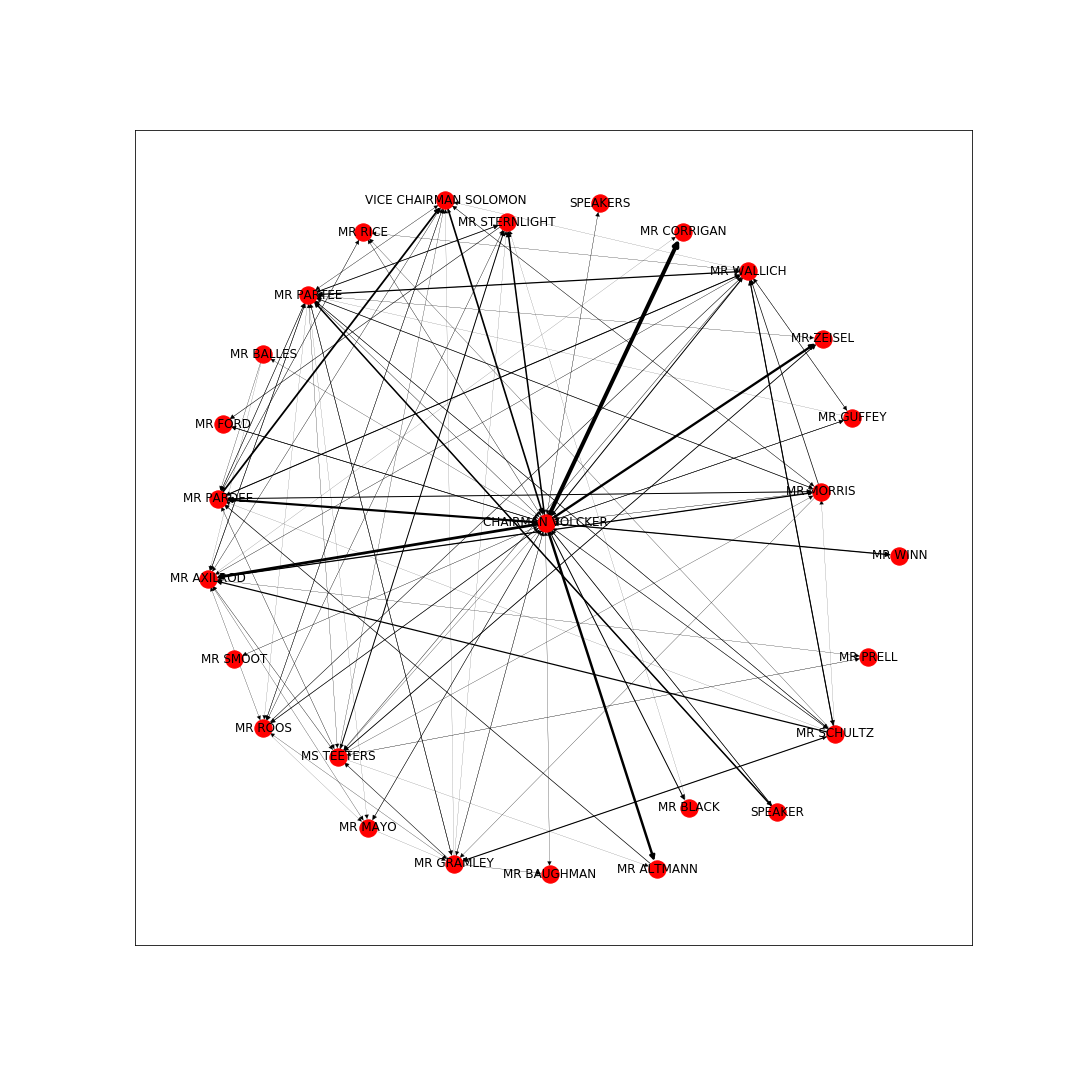 VICE CHAIRMAN SOLOMON
SPEAKERS
MR STERNLIGHT
MR RICE
MR CORRIGAN
MR WALLICH
MR PARTEE
MR ZEISEL
MR BALLES
MR GUFFEY
MR FORD
MR MORRIS
MR PARDEE
CHAIRMAN VOLCKER
MR WINN
MR AXILROD
MR PRELL
MR SMOOT
MR ROOS
MR SCHULTZ
MS TEETERS
MR BLACK
SPEAKER
MR MAYO
MR GRAMLEY
MR ALTMANN
MR BAUGHMAN